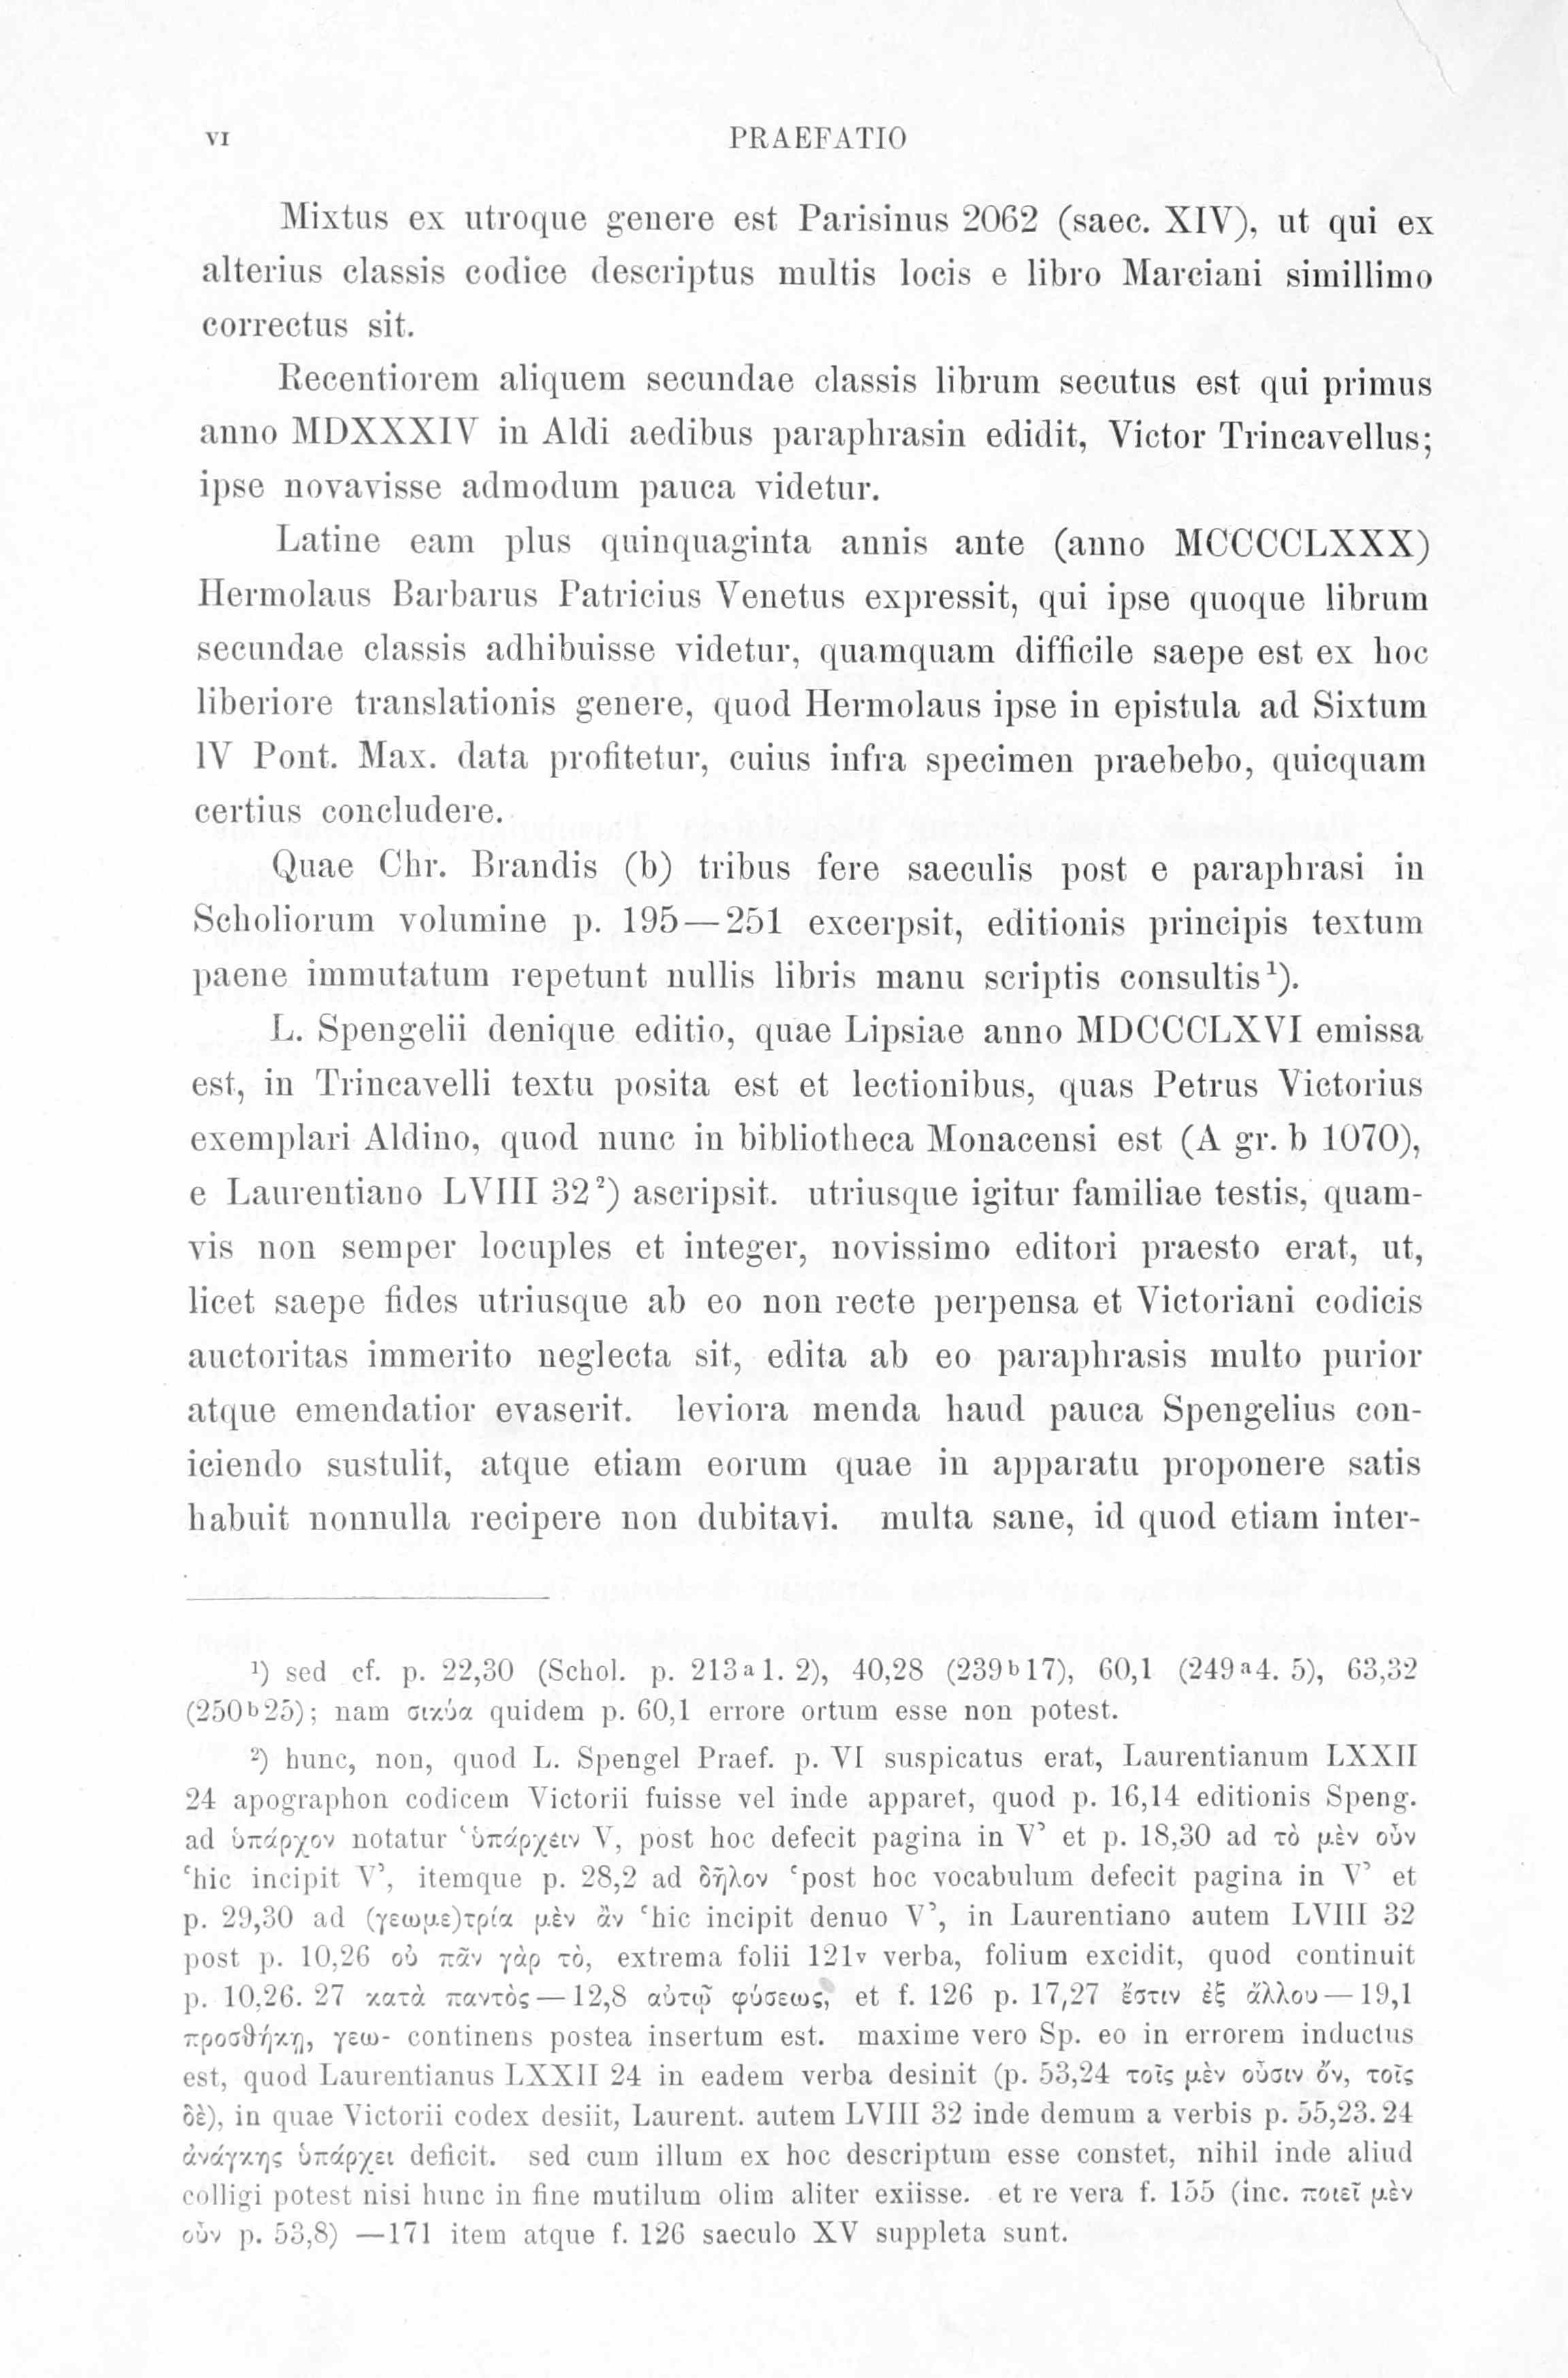 VI PRAEFATIO
Mixtus ex utroque genere est Parisinus 2062 (saec. XIV), ut qui ex
alterius classis codice descriptus multis locis e libro Marciani simillimo
correctus sit.
Recentiorem aliquem secundae classis librum secutus est qui primus
anno MDXXXIV in Aldi aedibus paraphrasin edidit, Victor Trincavellus;
ipse novavisse admodum pauca videtur.
Latine eam plus quinquaginta annis ante (anno MCCCCLXXX)
Hermolaus Barbarus Patricius Venetus expressit, qui ipse quoque librum
secundae classis adhibuisse videtur, quamquam difficile saepe est ex hoc
liberiore translationis genere, quod Hermolaus ipse in epistula ad Sixtum
IV Pont. Max. data profitetur, cuius infra specimen praebebo, quicquam
certius concludere.
Quae Chr. Brandis (b) tribus fere saeculis post e paraphrasi in
Scholiorum volumine p. 195—251 excerpsit, editionis principis textum
paene immutatum repetunt nullis libris manu scriptis consultis¹).
L. Spengelii denique editio, quae Lipsiae anno MDCCCLXVI emissa
est, in Trincavelli textu posita est et lectionibus, quas Petrus Victorius
exemplari Aldino, quod nunc in bibliotheca Monacensi est (A gr. b 1070),
e Laurentiano LVIII 32²) ascripsit. utriusque igitur familiae testis, quam-
vis non semper locuples et integer, novissimo editori praesto erat, ut,
licet saepe fides utriusque ab eo non recte perpensa et Victoriani codicis
auctoritas immerito neglecta sit, edita ab eo paraphrasis multo purior
atque emendatior evaserit. leviora menda haud pauca Spengelius con-
iciendo sustulit, atque etiam eorum quae in apparatu proponere satis
habuit nonnulla recipere non dubitavi. multa sane, id quod etiam inter-
¹) sed cf. p. 22,30 (Schol. p. 213ᵃ1. 2), 40,28 (239ᵇ17), 60,1 (249ᵃ4. 5), 63,32
(250ᵇ25); nam σικύα quidem p. 60,1 errore ortum esse non potest.
²) hunc, non, quod L. Spengel Praef. p. VI suspicatus erat, Laurentianum LXXII
24 apographon codicem Victorii fuisse vel inde apparet, quod p. 16,14 editionis Speng.
ad ὑπάρχον notatur ‘ὑπάρχειν V, post hoc defecit pagina in V’ et p. 18,30 ad τὸ μὲν οὖν
‘hic incipit V’, itemque p. 28,2 ad δῆλον ‘post hoc vocabulum defecit pagina in V’ et
p. 29,30 ad (γεωμε)τρία μὲν ἂν ‘hic incipit denuo V’, in Laurentiano autem LVIII 32
post p. 10,26 οὐ πᾶν γὰρ τὸ, extrema folii 121ᵛ verba, folium excidit, quod continuit
p. 10,26. 27 κατὰ παντὸς—12,8 αὐτῷ φύσεως, et f. 126 p. 17,27 ἔστιν ἐξ ἄλλου—19,1
προσθήκῃ, γεω- continens postea insertum est. maxime vero Sp. eo in errorem inductus
est, quod Laurentianus LXXII 24 in eadem verba desinit (p. 53,24 τοῖς μὲν οὖσιν ὄν, τοῖς
δὲ), in quae Victorii codex desiit, Laurent. autem LVIII 32 inde demum a verbis p. 55,23. 24
ἀνάγκης ὑπάρχει deficit. sed cum illum ex hoc descriptum esse constet, nihil inde aliud
colligi potest nisi hunc in fine mutilum olim aliter exiisse. et re vera f. 155 (inc. ποιεῖ μὲν
οὖν p. 53,8) —171 item atque f. 126 saeculo XV suppleta sunt.